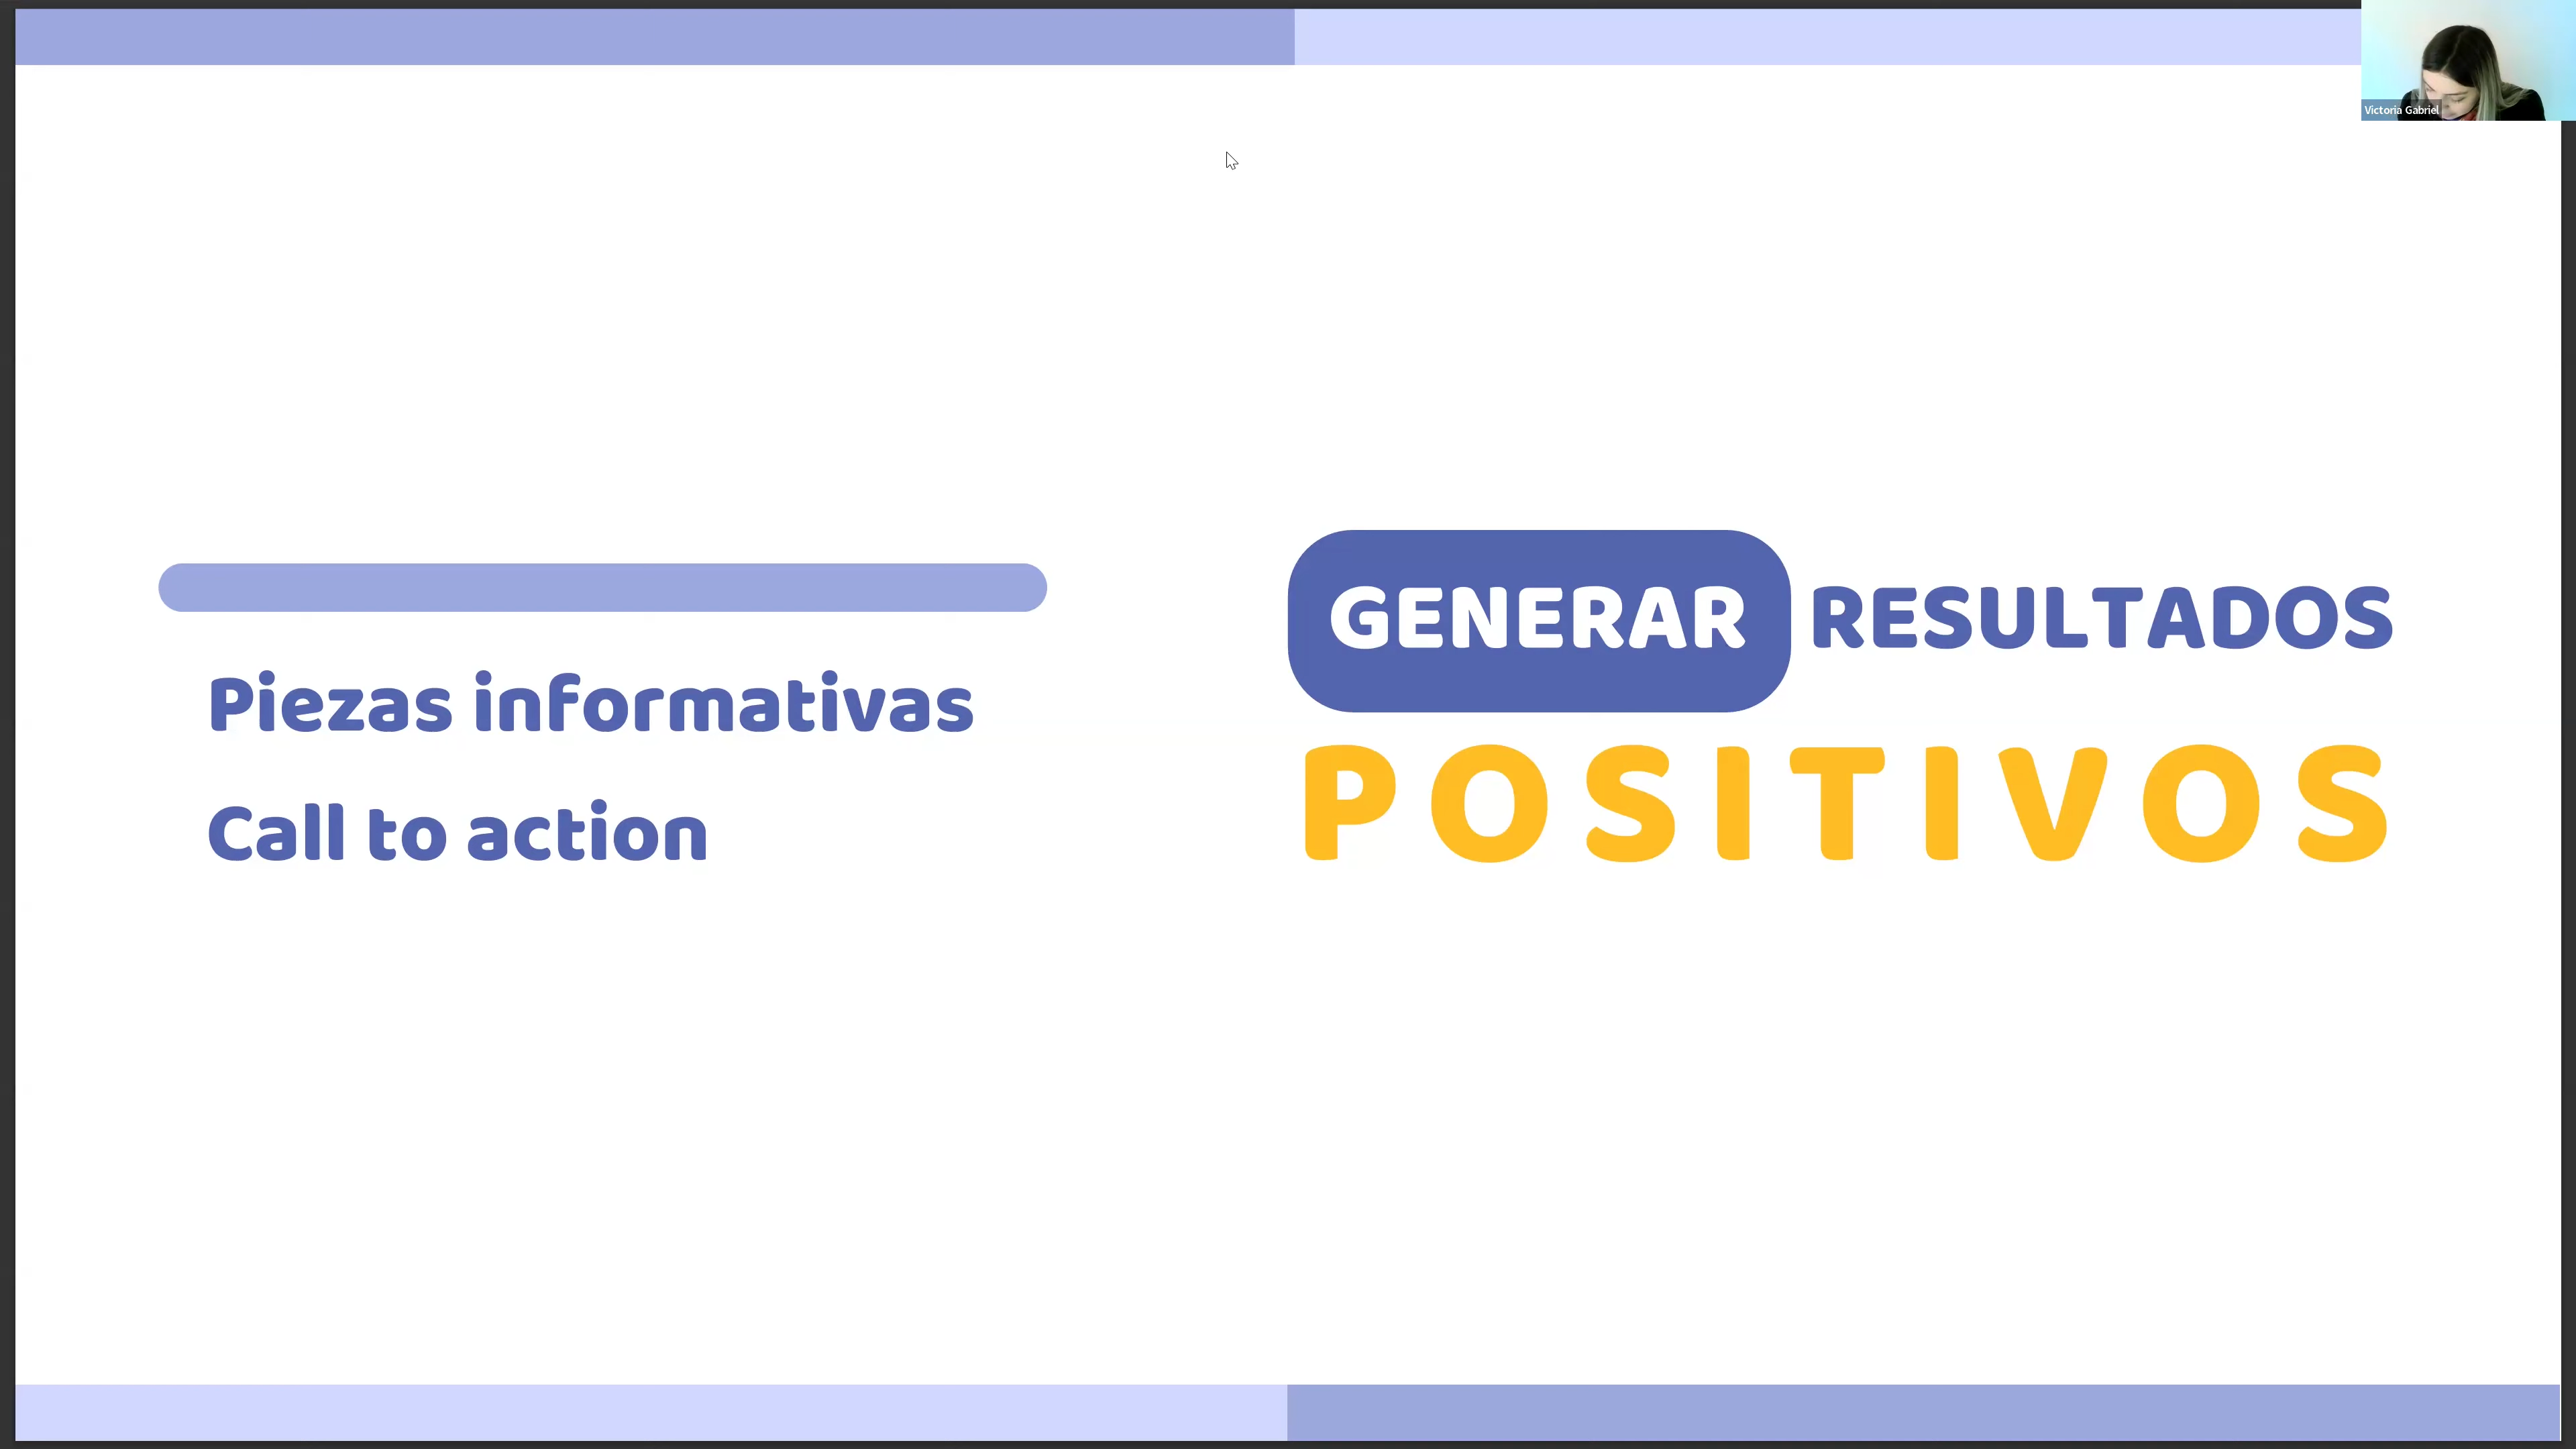 Victoria Gabriel
Piezas informativas
Call to action
GENERAR RESULTADOS
POSITIVOS